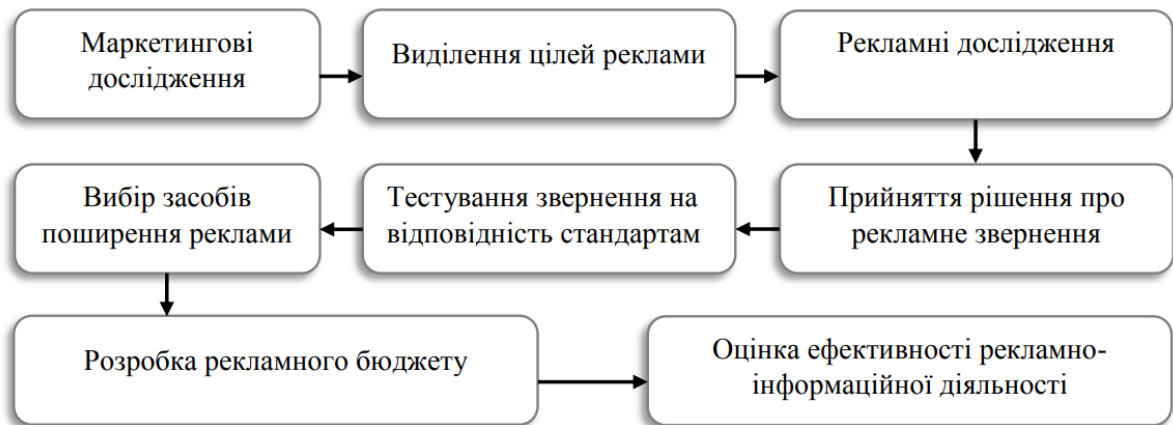 Маркетингові
дослідження
Виділення цілей реклами
Рекламні дослідження
Прийняття рішення про
рекламне звернення
Тестування звернення на
відповідність стандартам
Вибір засобів
поширення реклами
Розробка рекламного бюджету
Оцінка ефективності рекламно-
інформаційної діяльності